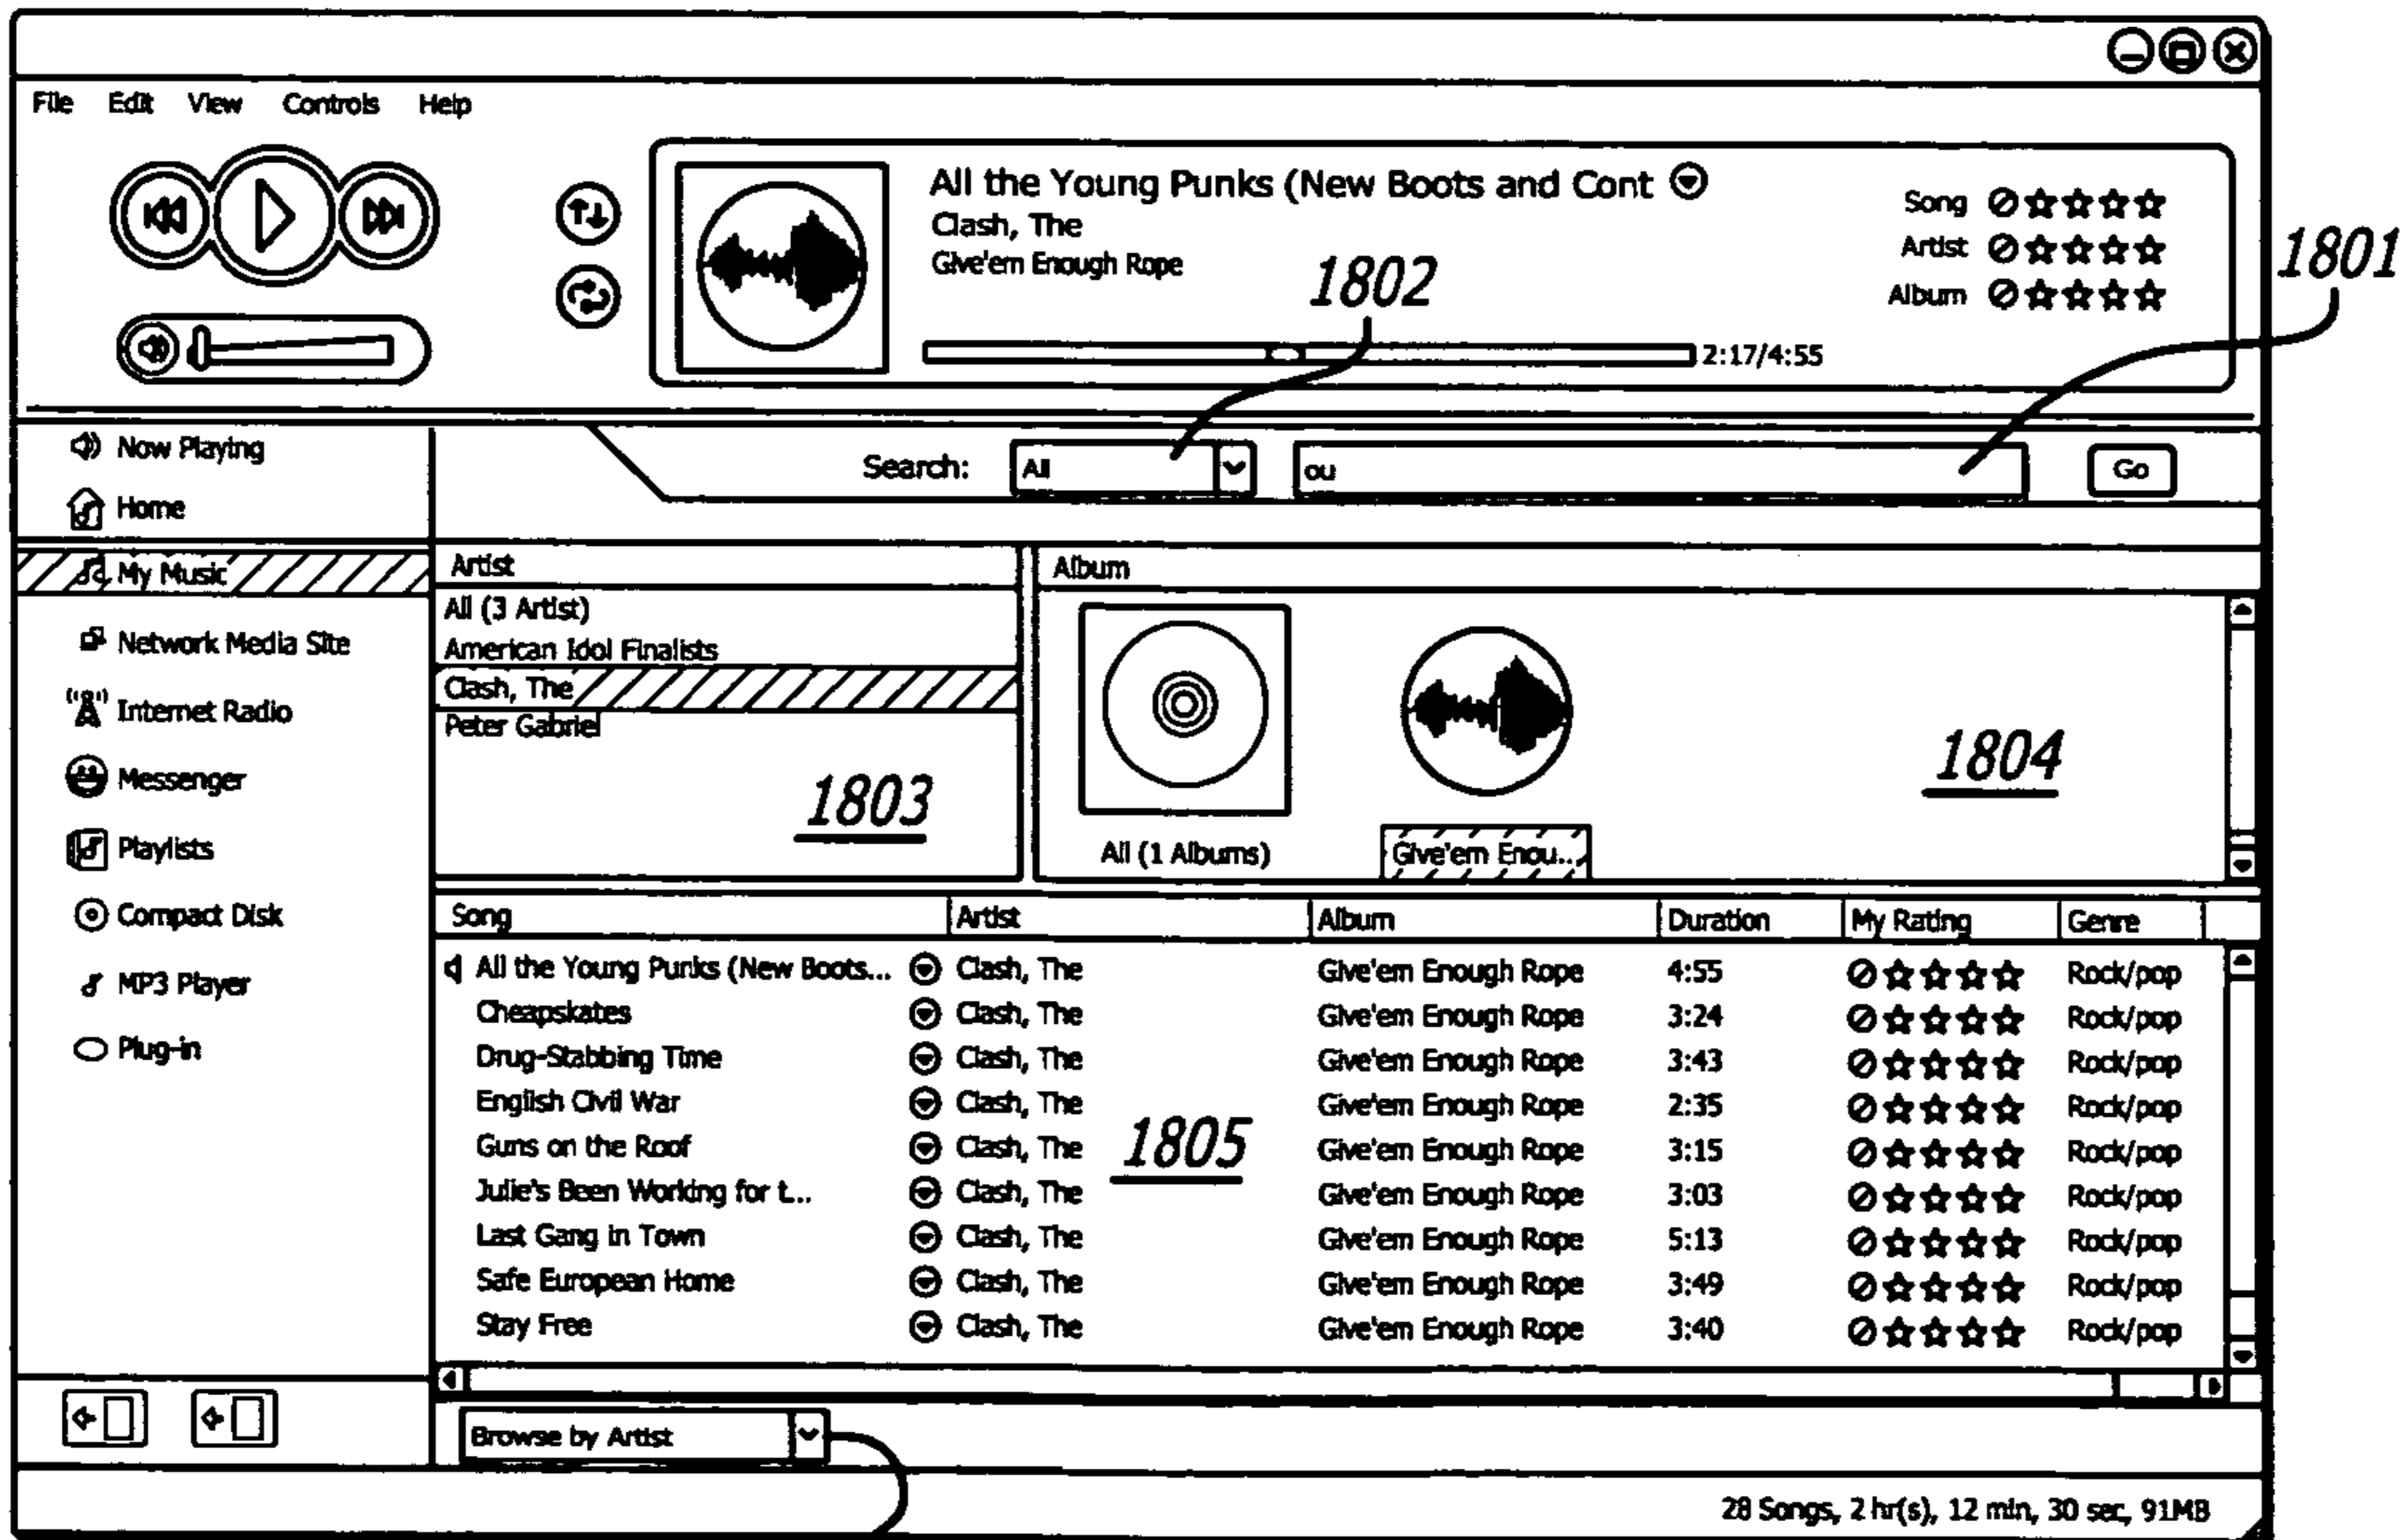 File Edit View Controls Help
All the Young Punks (New Boots and Cont
Clash, The
Give'em Enough Rope
Song
Artist
Album
1802
1801
2:17/4:55
Now Playing
Home
My Music
Network Media Site
Internet Radio
Messenger
Playlists
Compact Disk
MP3 Player
Plug-in
Search: All ou Go
Artist
All (3 Artist)
American Idol Finalists
Clash, The
Peter Gabriel
1803
Album
All (1 Albums)
Give'em Enou...
1804
Song Artist Album Duration My Rating Genre
All the Young Punks (New Boots... Clash, The Give'em Enough Rope 4:55 Rock/pop
Cheapskates Clash, The Give'em Enough Rope 3:24 Rock/pop
Drug-Stabbing Time Clash, The Give'em Enough Rope 3:43 Rock/pop
English Civil War Clash, The Give'em Enough Rope 2:35 Rock/pop
Guns on the Roof Clash, The Give'em Enough Rope 3:15 Rock/pop
1805
Julie's Been Working for t... Clash, The Give'em Enough Rope 3:03 Rock/pop
Last Gang in Town Clash, The Give'em Enough Rope 5:13 Rock/pop
Safe European Home Clash, The Give'em Enough Rope 3:49 Rock/pop
Stay Free Clash, The Give'em Enough Rope 3:40 Rock/pop
Browse by Artist
28 Songs, 2 hr(s), 12 min, 30 sec, 91MB